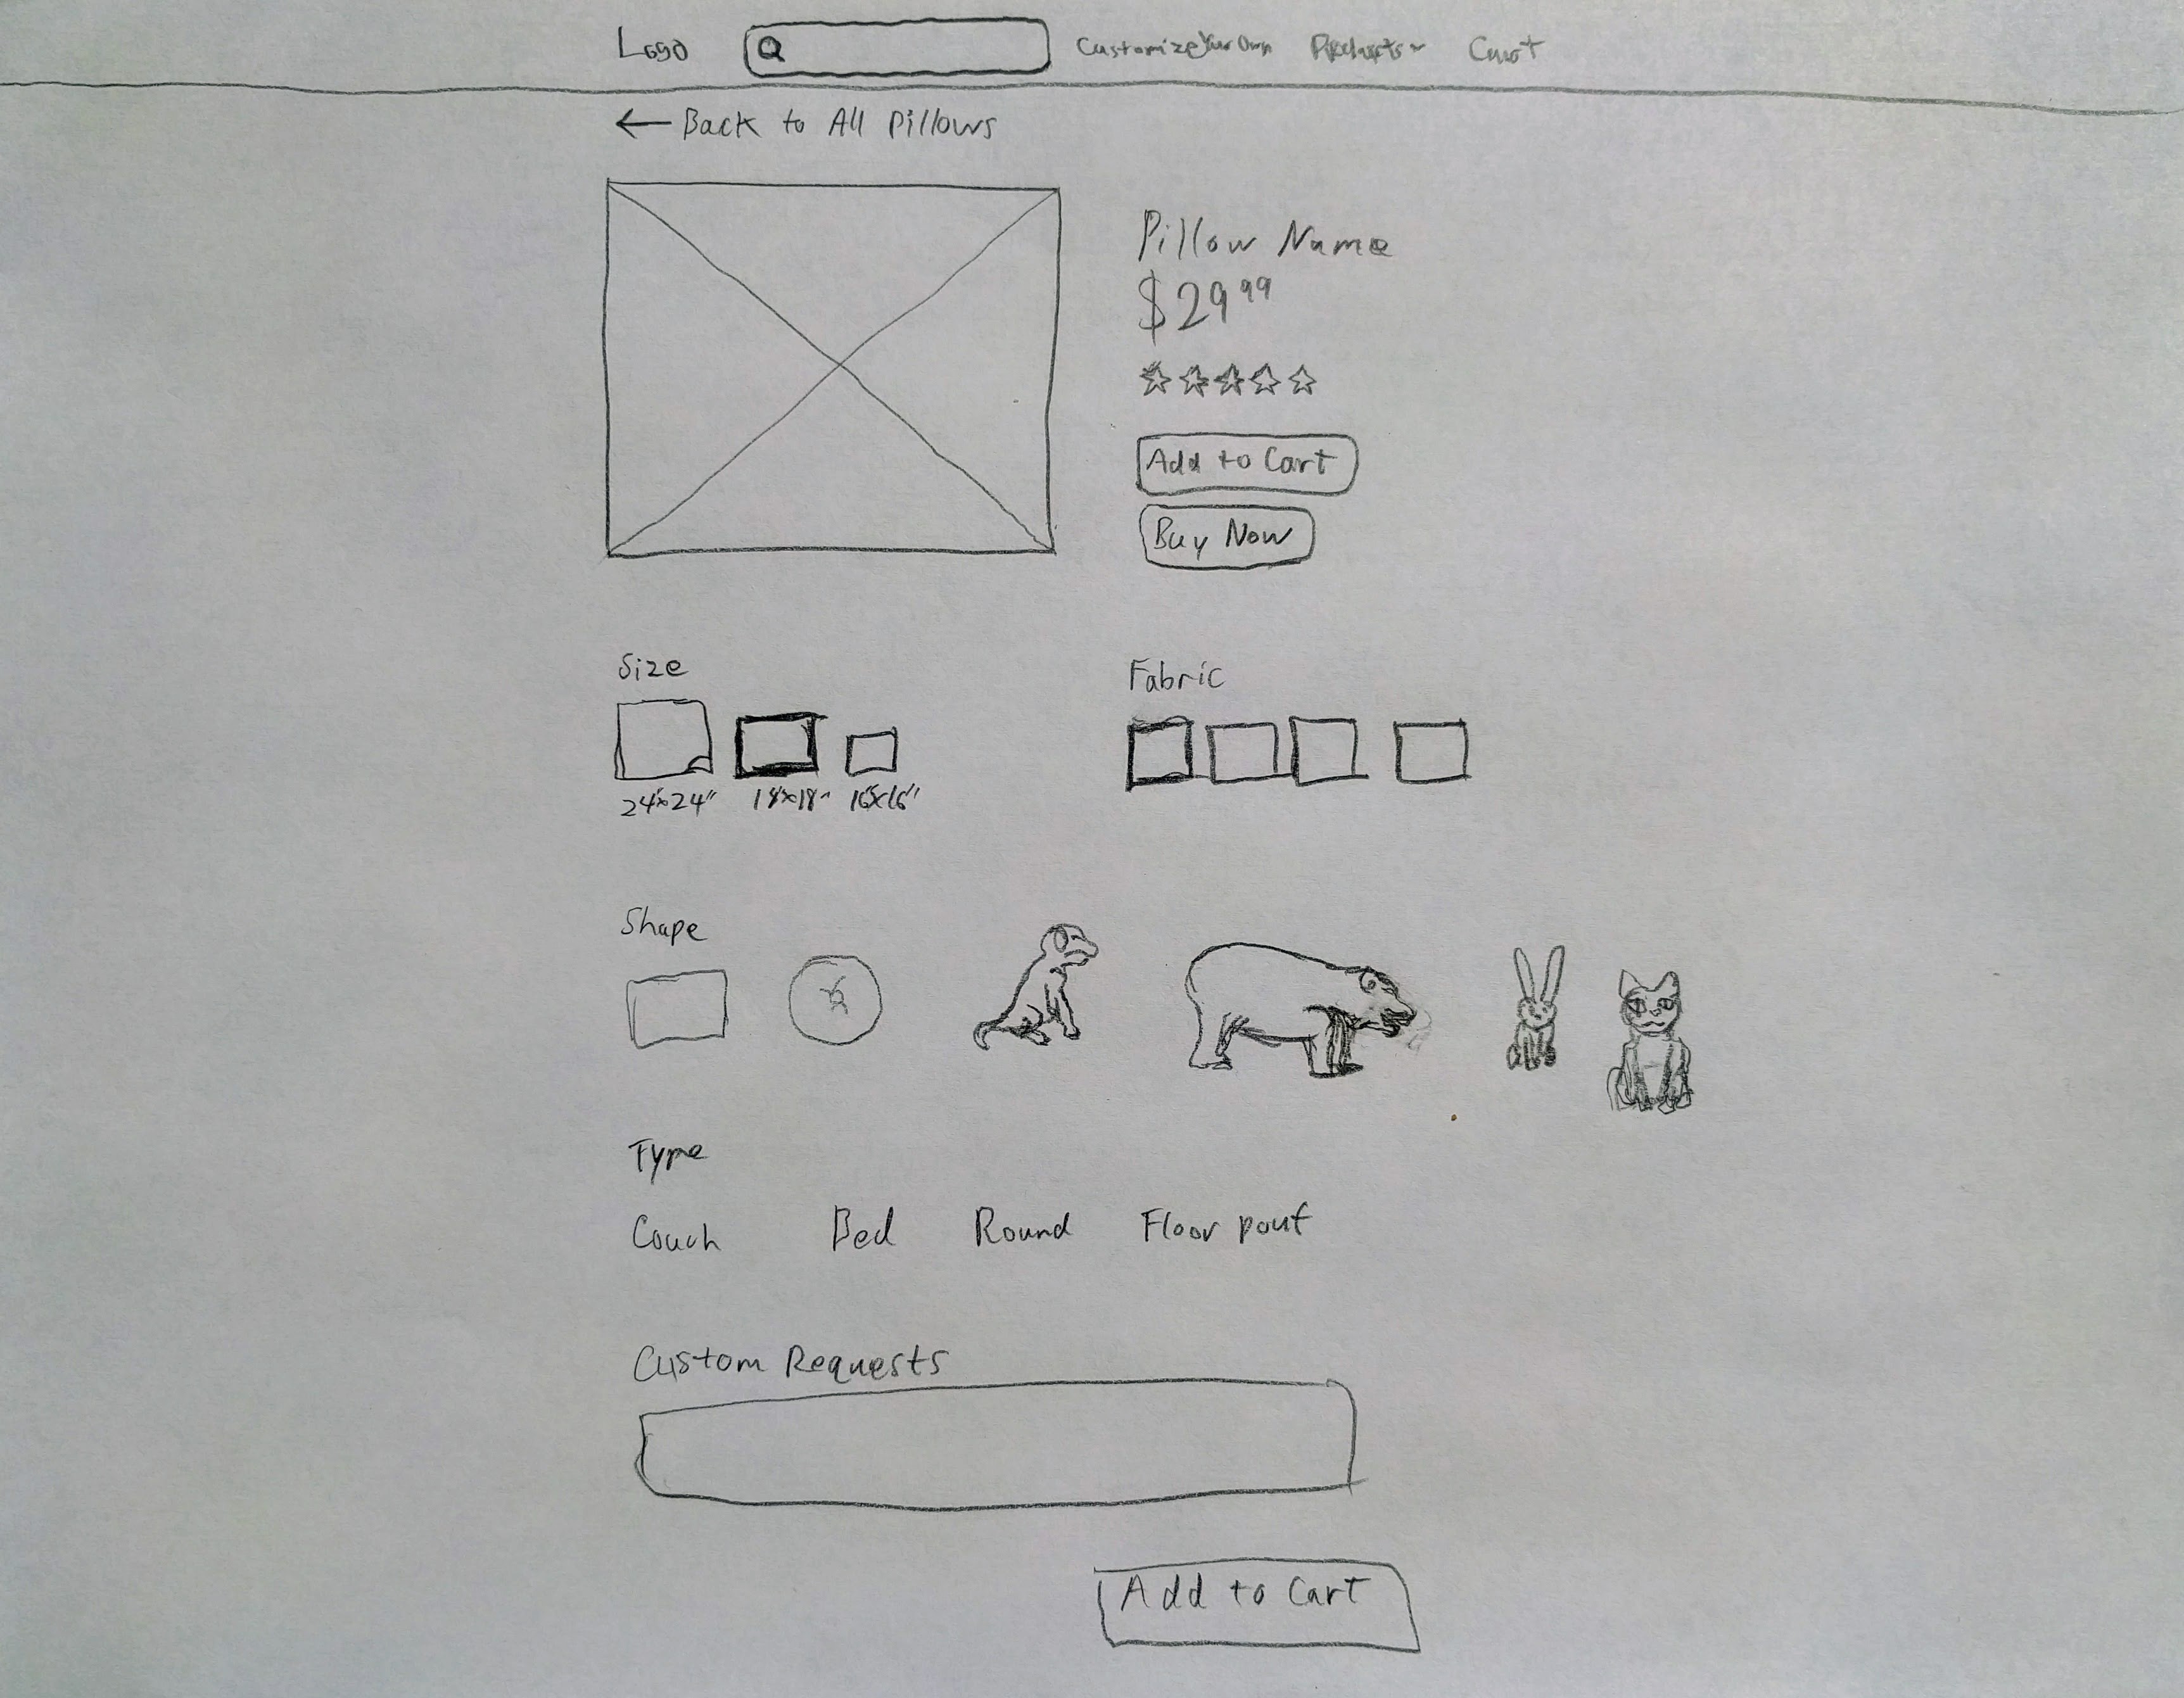 Logo Customize Your Own Products Cart
← Back to All Pillows
Pillow Name
$29 99
Add to Cart
Buy Now
Size
Fabric
24"x24" 18"x18" 16"x16"
Shape
Type
Couch Bed Round Floor pouf
Custom Requests
Add to Cart